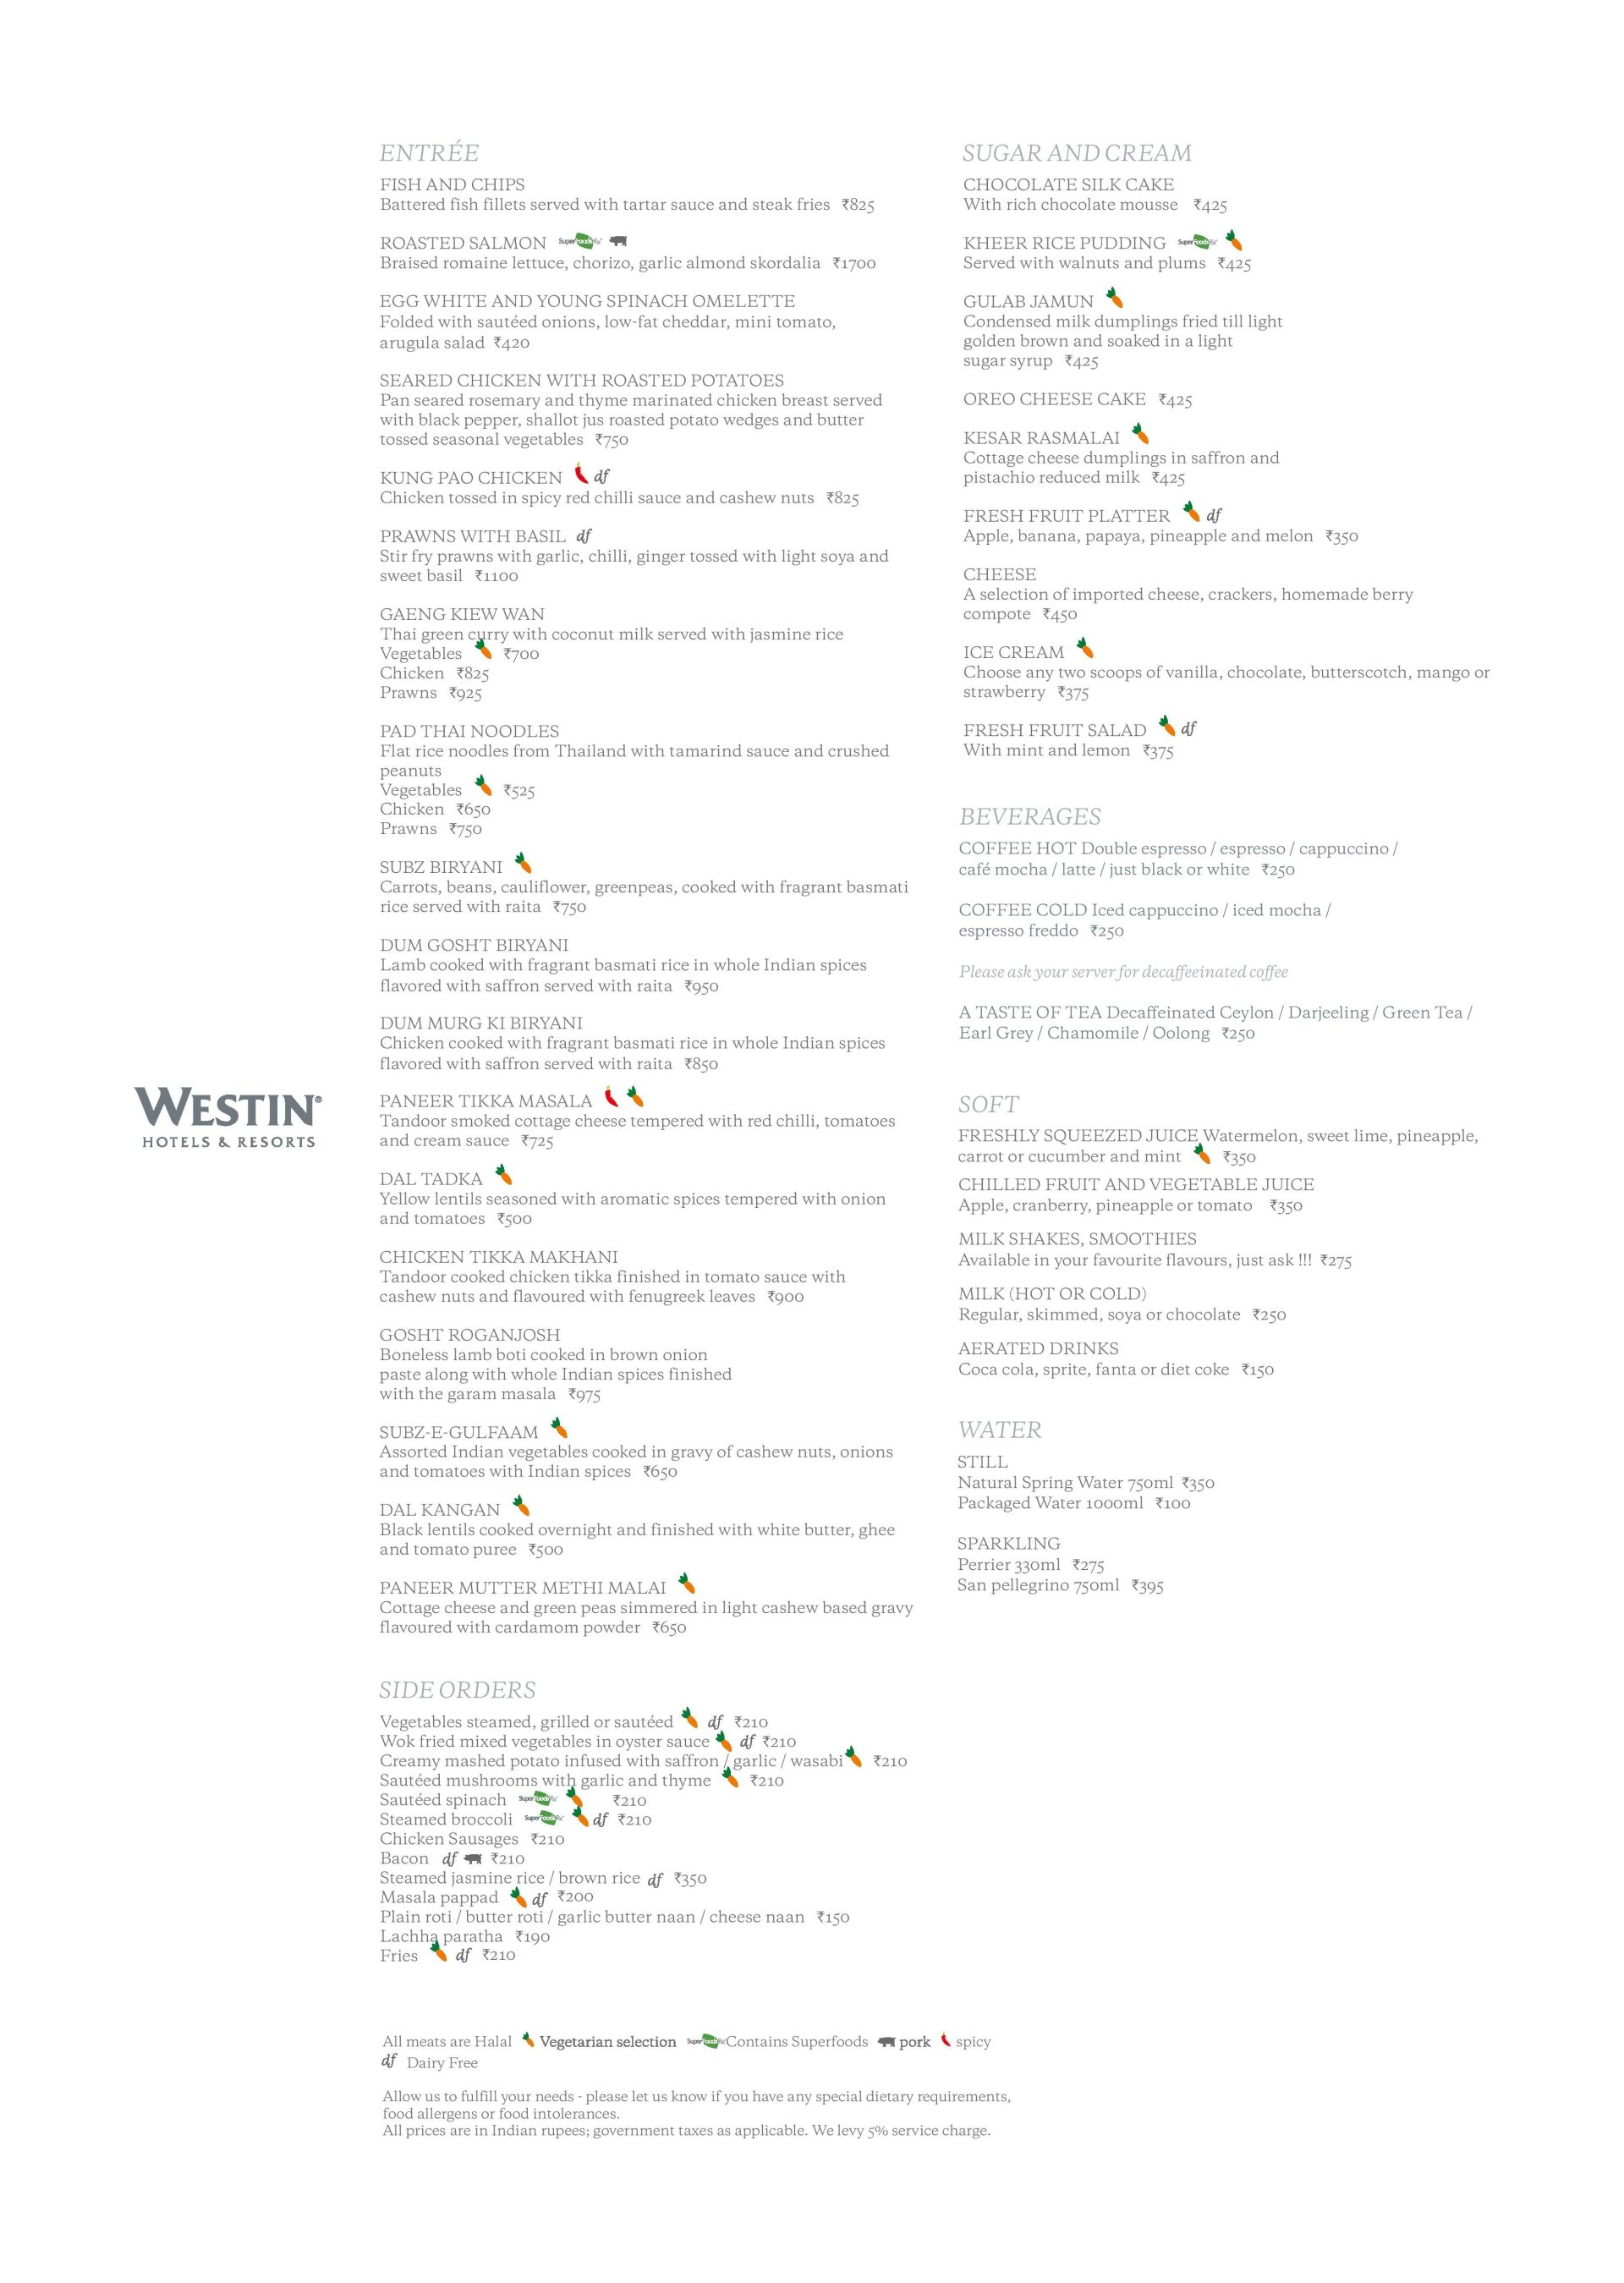 ENTRÉE
FISH AND CHIPS
Battered fish fillets served with tartar sauce and steak fries ₹825
ROASTED SALMON SuperfoodsRx™
Braised romaine lettuce, chorizo, garlic almond skordalia ₹1700
EGG WHITE AND YOUNG SPINACH OMELETTE
Folded with sautéed onions, low-fat cheddar, mini tomato,
arugula salad ₹420
SEARED CHICKEN WITH ROASTED POTATOES
Pan seared rosemary and thyme marinated chicken breast served
with black pepper, shallot jus roasted potato wedges and butter
tossed seasonal vegetables ₹750
KUNG PAO CHICKEN df
Chicken tossed in spicy red chilli sauce and cashew nuts ₹825
PRAWNS WITH BASIL df
Stir fry prawns with garlic, chilli, ginger tossed with light soya and
sweet basil ₹1100
GAENG KIEW WAN
Thai green curry with coconut milk served with jasmine rice
Vegetables ₹700
Chicken ₹825
Prawns ₹925
PAD THAI NOODLES
Flat rice noodles from Thailand with tamarind sauce and crushed
peanuts
Vegetables ₹525
Chicken ₹650
Prawns ₹750
SUBZ BIRYANI
Carrots, beans, cauliflower, greenpeas, cooked with fragrant basmati
rice served with raita ₹750
DUM GOSHT BIRYANI
Lamb cooked with fragrant basmati rice in whole Indian spices
flavored with saffron served with raita ₹950
DUM MURG KI BIRYANI
Chicken cooked with fragrant basmati rice in whole Indian spices
flavored with saffron served with raita ₹850
PANEER TIKKA MASALA
Tandoor smoked cottage cheese tempered with red chilli, tomatoes
and cream sauce ₹725
DAL TADKA
Yellow lentils seasoned with aromatic spices tempered with onion
and tomatoes ₹500
CHICKEN TIKKA MAKHANI
Tandoor cooked chicken tikka finished in tomato sauce with
cashew nuts and flavoured with fenugreek leaves ₹900
GOSHT ROGANJOSH
Boneless lamb boti cooked in brown onion
paste along with whole Indian spices finished
with the garam masala ₹975
SUBZ-E-GULFAAM
Assorted Indian vegetables cooked in gravy of cashew nuts, onions
and tomatoes with Indian spices ₹650
DAL KANGAN
Black lentils cooked overnight and finished with white butter, ghee
and tomato puree ₹500
PANEER MUTTER METHI MALAI
Cottage cheese and green peas simmered in light cashew based gravy
flavoured with cardamom powder ₹650
SIDE ORDERS
Vegetables steamed, grilled or sautéed df ₹210
Wok fried mixed vegetables in oyster sauce df ₹210
Creamy mashed potato infused with saffron / garlic / wasabi ₹210
Sautéed mushrooms with garlic and thyme ₹210
Sautéed spinach SuperfoodsRx™ ₹210
Steamed broccoli SuperfoodsRx™ df ₹210
Chicken Sausages ₹210
Bacon df ₹210
Steamed jasmine rice / brown rice df ₹350
Masala pappad df ₹200
Plain roti / butter roti / garlic butter naan / cheese naan ₹150
Lachha paratha ₹190
Fries df ₹210
SUGAR AND CREAM
CHOCOLATE SILK CAKE
With rich chocolate mousse ₹425
KHEER RICE PUDDING SuperfoodsRx™
Served with walnuts and plums ₹425
GULAB JAMUN
Condensed milk dumplings fried till light
golden brown and soaked in a light
sugar syrup ₹425
OREO CHEESE CAKE ₹425
KESAR RASMALAI
Cottage cheese dumplings in saffron and
pistachio reduced milk ₹425
FRESH FRUIT PLATTER df
Apple, banana, papaya, pineapple and melon ₹350
CHEESE
A selection of imported cheese, crackers, homemade berry
compote ₹450
ICE CREAM
Choose any two scoops of vanilla, chocolate, butterscotch, mango or
strawberry ₹375
FRESH FRUIT SALAD df
With mint and lemon ₹375
BEVERAGES
COFFEE HOT Double espresso / espresso / cappuccino /
café mocha / latte / just black or white ₹250
COFFEE COLD Iced cappuccino / iced mocha /
espresso freddo ₹250
Please ask your server for decaffeeinated coffee
A TASTE OF TEA Decaffeinated Ceylon / Darjeeling / Green Tea /
Earl Grey / Chamomile / Oolong ₹250
SOFT
FRESHLY SQUEEZED JUICE Watermelon, sweet lime, pineapple,
carrot or cucumber and mint ₹350
CHILLED FRUIT AND VEGETABLE JUICE
Apple, cranberry, pineapple or tomato ₹350
MILK SHAKES, SMOOTHIES
Available in your favourite flavours, just ask !!! ₹275
MILK (HOT OR COLD)
Regular, skimmed, soya or chocolate ₹250
AERATED DRINKS
Coca cola, sprite, fanta or diet coke ₹150
WATER
STILL
Natural Spring Water 750ml ₹350
Packaged Water 1000ml ₹100
SPARKLING
Perrier 330ml ₹275
San pellegrino 750ml ₹395
WESTIN®
HOTELS & RESORTS
All meats are Halal Vegetarian selection SuperfoodsRx Contains Superfoods pork spicy
df Dairy Free
Allow us to fulfill your needs - please let us know if you have any special dietary requirements,
food allergens or food intolerances.
All prices are in Indian rupees; government taxes as applicable. We levy 5% service charge.